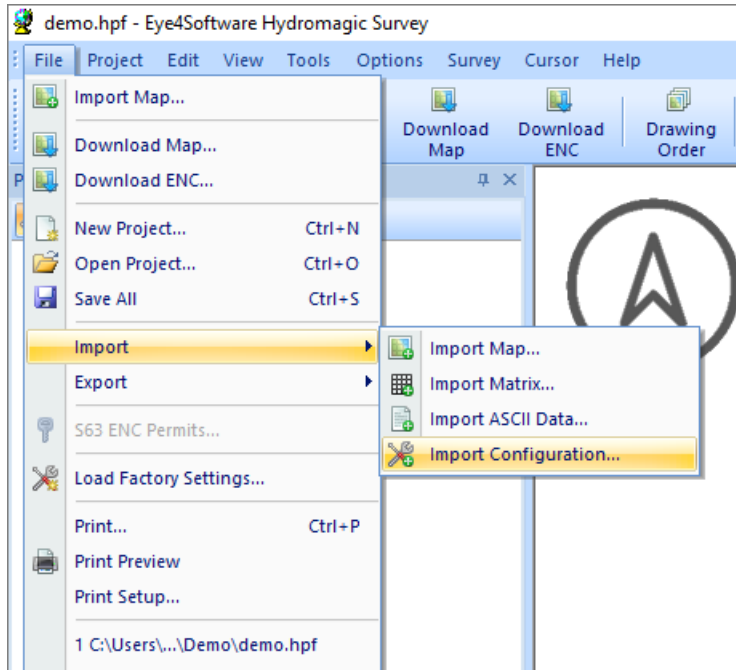 demo.hpf - Eye4Software Hydromagic Survey
File Project Edit View Tools Options Survey Cursor Help
Import Map...
Download Map...
Download ENC...
New Project... Ctrl+N
Open Project... Ctrl+O
Save All Ctrl+S
Import
Export
S63 ENC Permits...
Load Factory Settings...
Print... Ctrl+P
Print Preview
Print Setup...
1 C:\Users\...\Demo\demo.hpf
Download
Map
Download
ENC
Drawing
Order
P
Import Map...
Import Matrix...
Import ASCII Data...
Import Configuration...